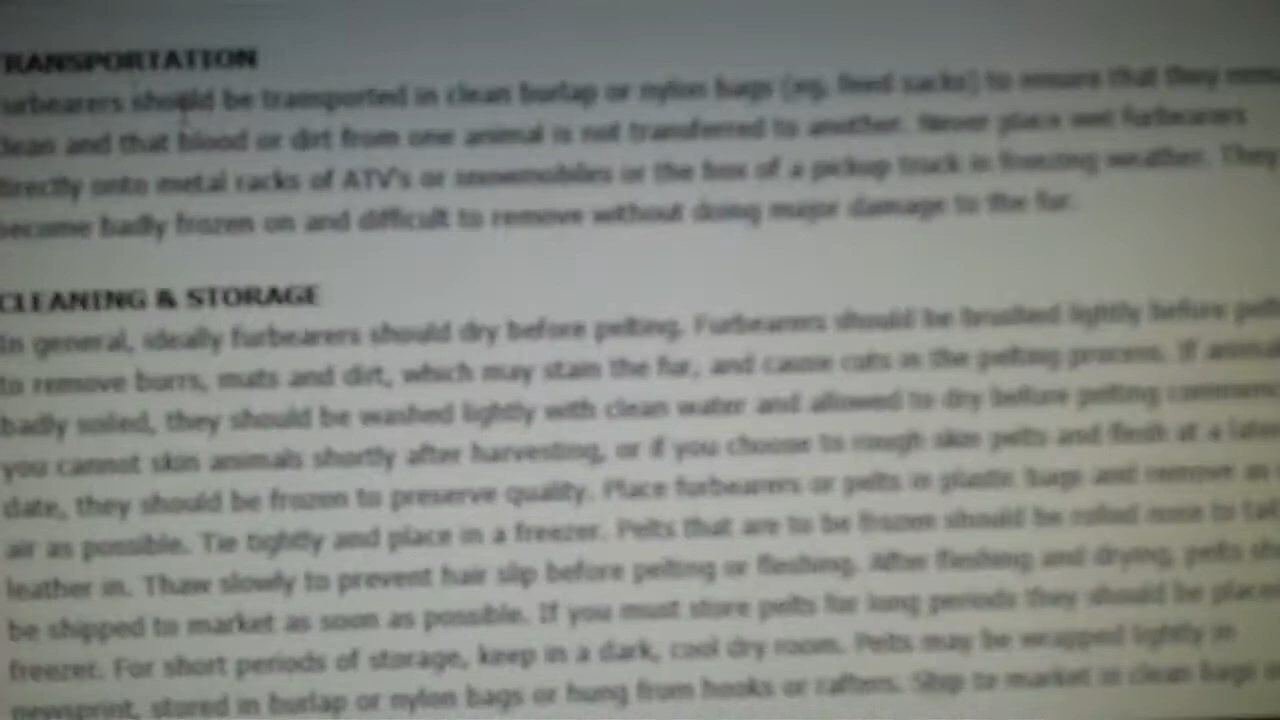 TRANSPORTATION
urbearers should be transported in clean burlap or nylon bags (eg. feed sacks) to ensure that they
lean and that blood or dirt from one animal is not transferred to another. Never place wet furbearers
directly onto metal racks of ATV's or snowmobiles or the box of a pickup truck in freezing weather. They
become badly frozen on and difficult to remove without doing major damage to the fur.
CLEANING & STORAGE
In general, ideally furbearers should dry before pelting. Furbearers should be brushed lightly before
to remove burrs, mats and dirt, which may stain the fur, and cause cuts in the pelting process. If
badly soiled, they should be washed lightly with clean water and allowed to dry before pelting
you cannot skin animals shortly after harvesting, or if you choose to rough skin pelts and flesh at a later
date, they should be frozen to preserve quality. Place furbearers or pelts in plastic bags and remove as
air as possible. Tie tightly and place in a freezer. Pelts that are to be frozen should be rolled nose to tail
leather in. Thaw slowly to prevent hair slip before pelting or fleshing. After fleshing and drying, pelts
be shipped to market as soon as possible. If you must store pelts for long periods they should be
freezer. For short periods of storage, keep in a dark, cool dry room. Pelts may be wrapped lightly in
newsprint, stored in burlap or nylon bags or hung from hooks or rafters. Ship to market in clean bags